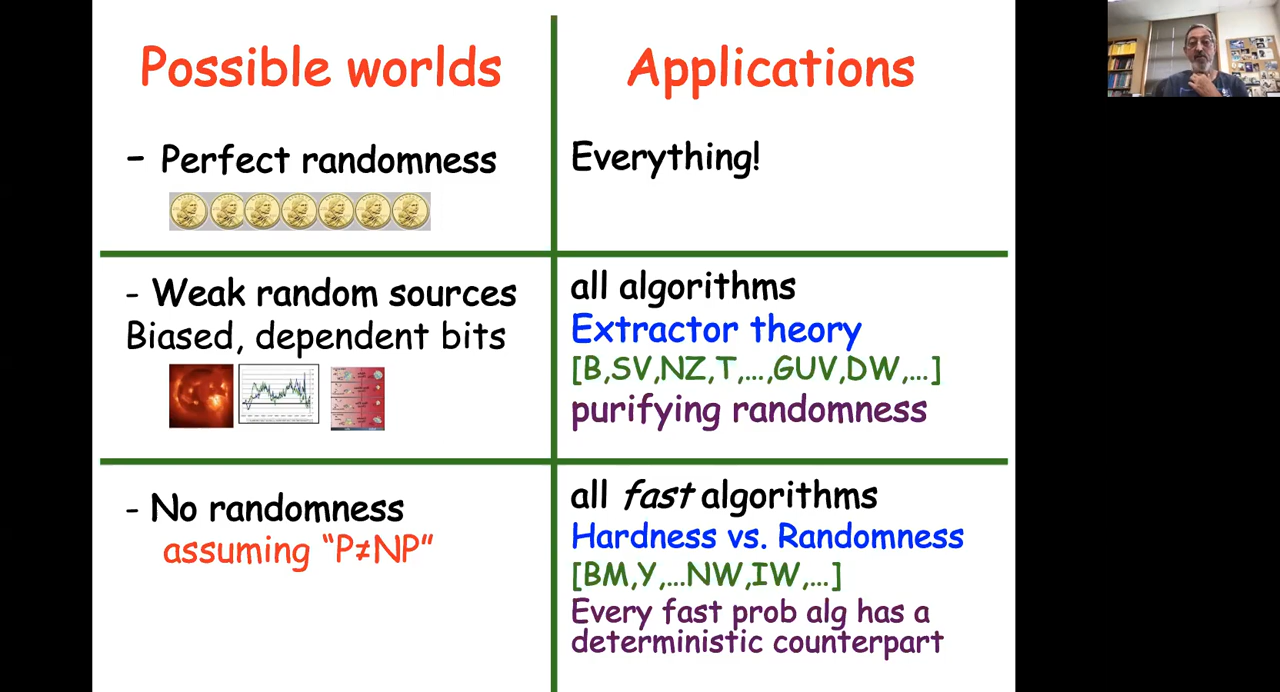 Possible worlds
Applications
- Perfect randomness
Everything!
- Weak random sources
Biased, dependent bits
all algorithms
Extractor theory
[B,SV,NZ,T,…,GUV,DW,…]
purifying randomness
- No randomness
assuming “P≠NP”
all fast algorithms
Hardness vs. Randomness
[BM,Y,…NW,IW,…]
Every fast prob alg has a
deterministic counterpart